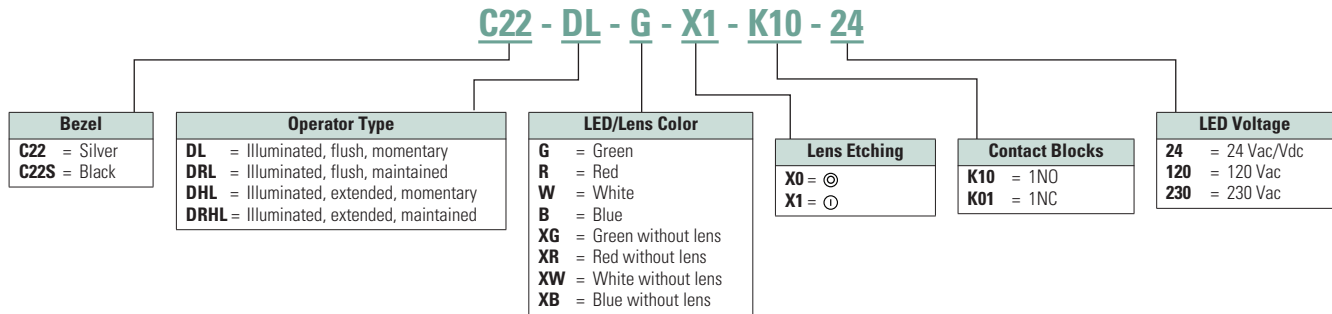 C22 - DL - G - X1 - K10 - 24
Bezel
C22 = Silver
C22S = Black
Operator Type
DL = Illuminated, flush, momentary
DRL = Illuminated, flush, maintained
DHL = Illuminated, extended, momentary
DRHL = Illuminated, extended, maintained
LED/Lens Color
G = Green
R = Red
W = White
B = Blue
XG = Green without lens
XR = Red without lens
XW = White without lens
XB = Blue without lens
Lens Etching
X0 = ⓞ
X1 = ⓘ
Contact Blocks
K10 = 1NO
K01 = 1NC
LED Voltage
24 = 24 Vac/Vdc
120 = 120 Vac
230 = 230 Vac